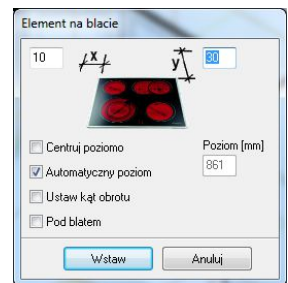 Element na blacie
10 x y 30
Centruj poziomo Poziom [mm]
Automatyczny poziom 861
Ustaw kąt obrotu
Pod blatem
Wstaw Anuluj